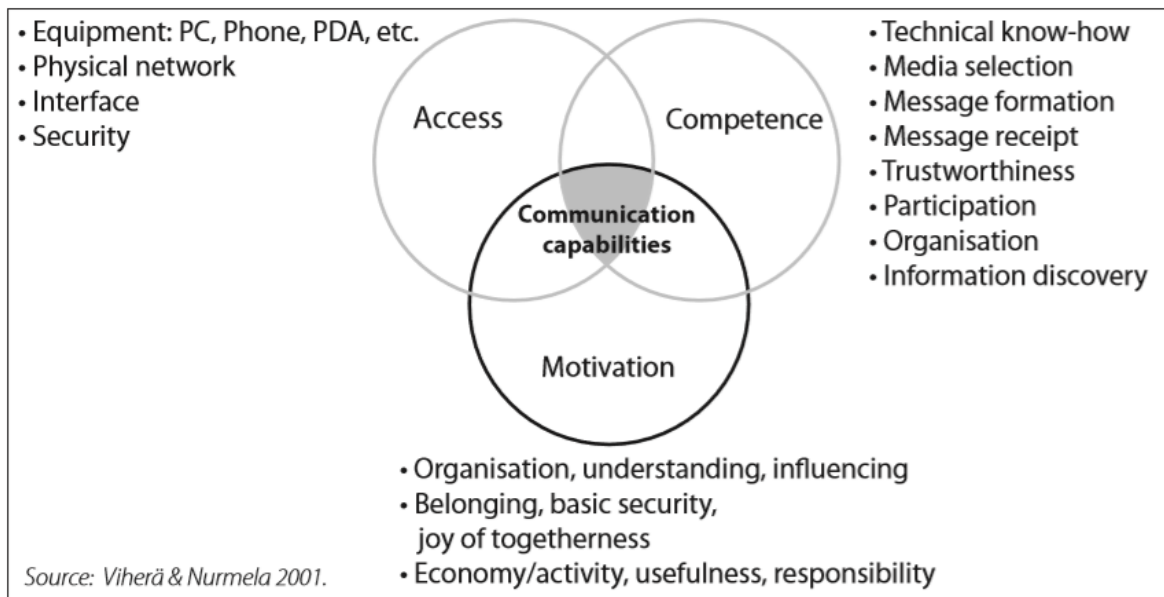 • Equipment: PC, Phone, PDA, etc.
• Physical network
• Interface
• Security
Access
Competence
• Technical know-how
• Media selection
• Message formation
• Message receipt
• Trustworthiness
• Participation
• Organisation
• Information discovery
Communication
capabilities
Motivation
• Organisation, understanding, influencing
• Belonging, basic security,
joy of togetherness
• Economy/activity, usefulness, responsibility
Source: Viherä & Nurmela 2001.